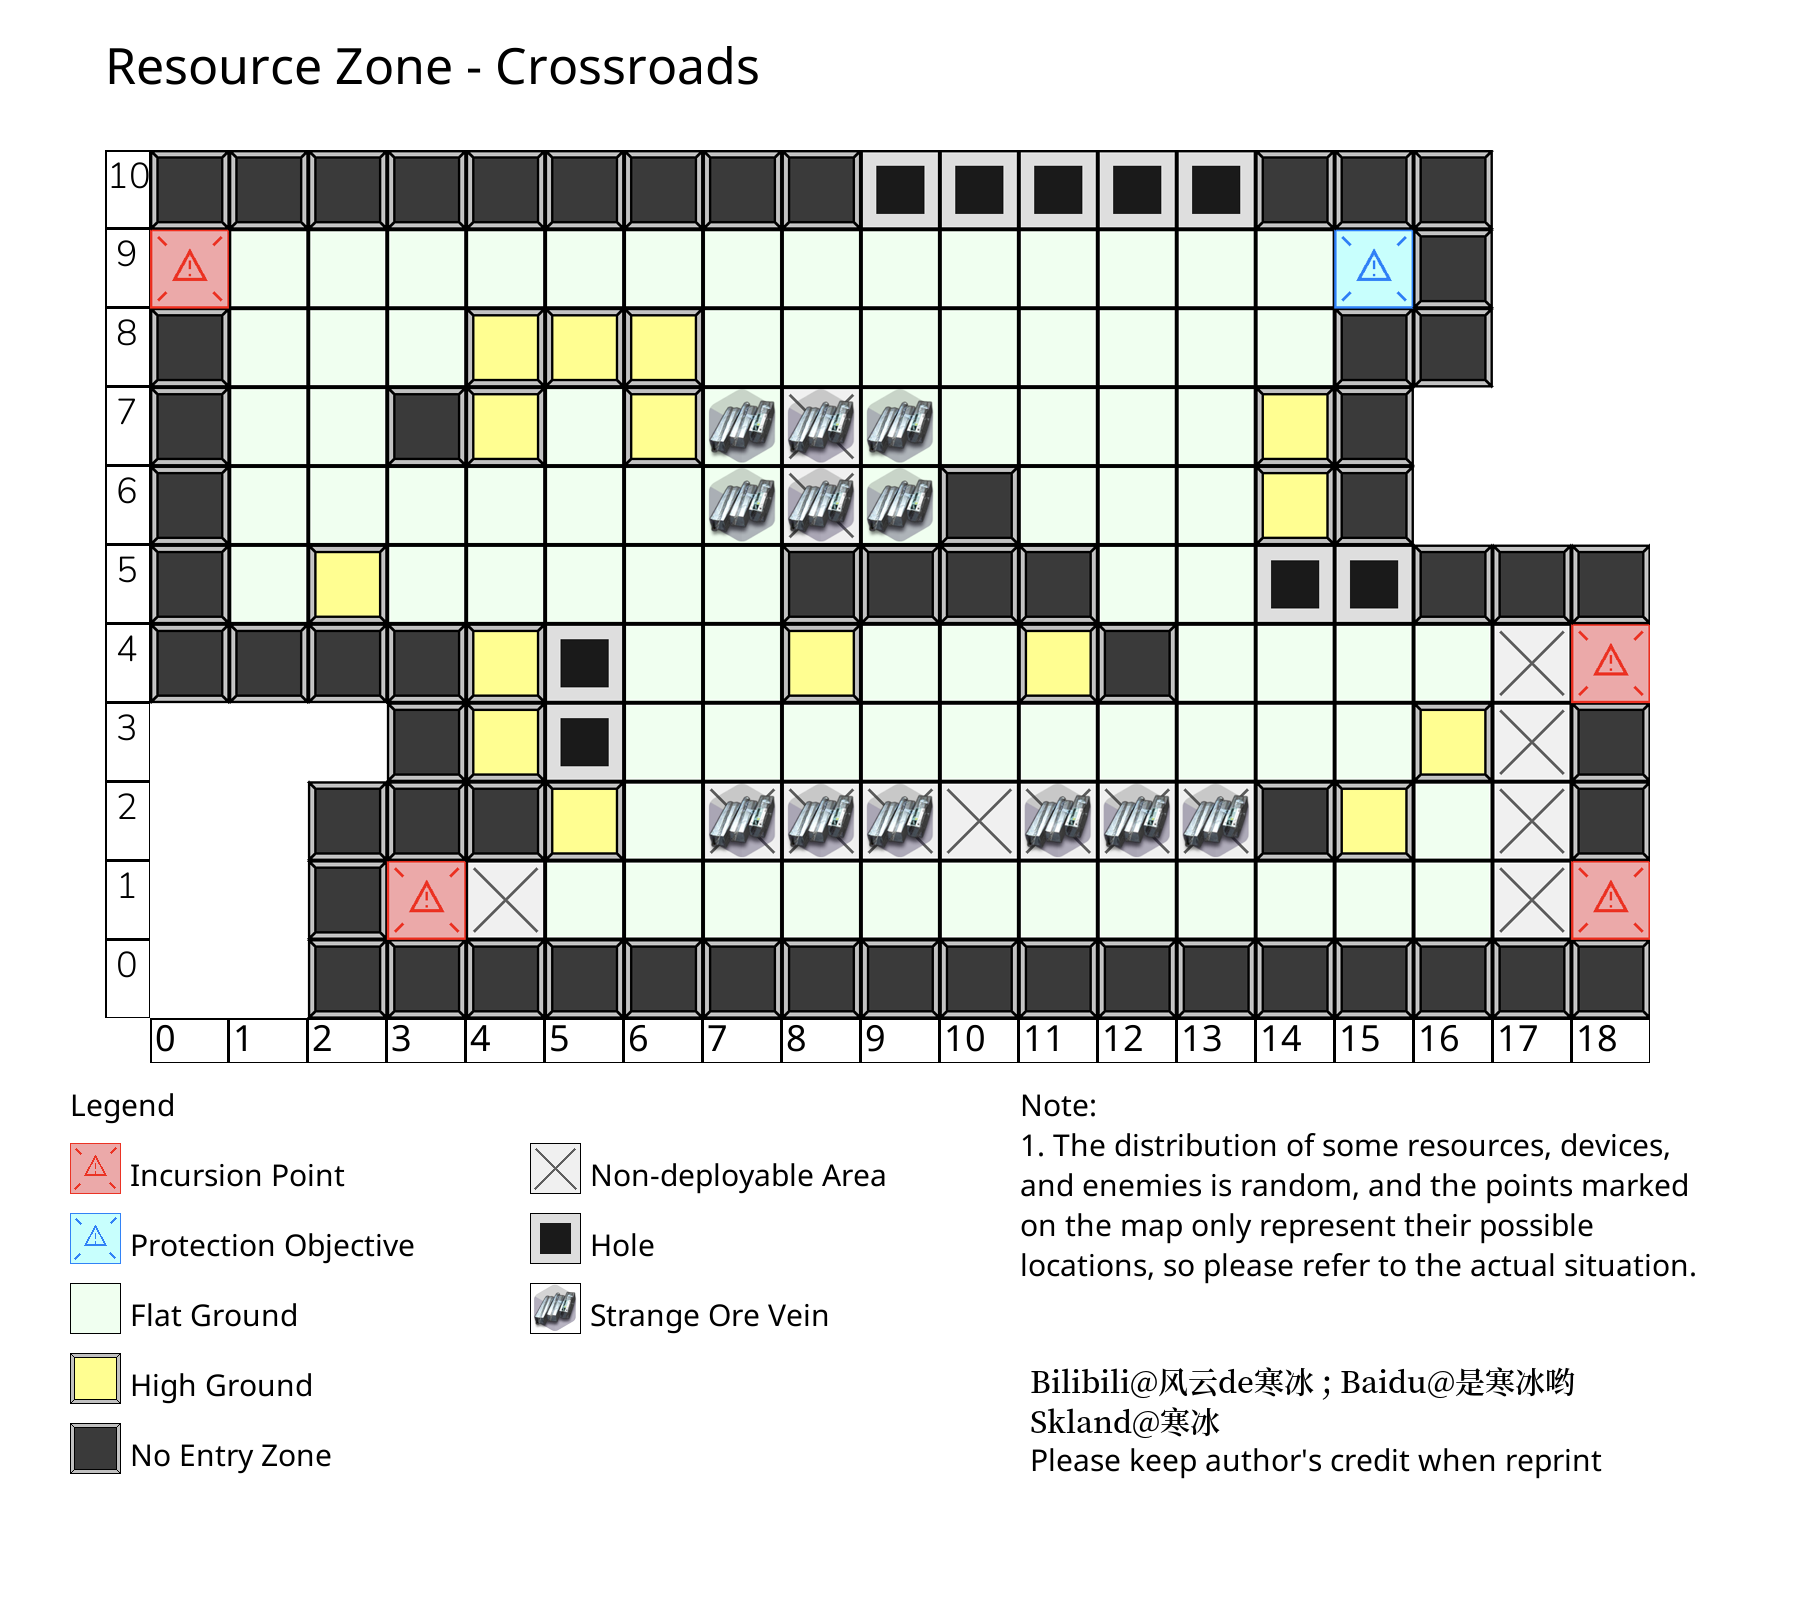 Resource Zone - Crossroads
10
9
8
7
6
5
4
3
2
1
0
0 1 2 3 4 5 6 7 8 9 10 11 12 13 14 15 16 17 18
Legend
Incursion Point
Protection Objective
Flat Ground
High Ground
No Entry Zone
Non-deployable Area
Hole
Strange Ore Vein
Note:
1. The distribution of some resources, devices,
and enemies is random, and the points marked
on the map only represent their possible
locations, so please refer to the actual situation.
Bilibili@风云de寒冰 ; Baidu@是寒冰哟
Skland@寒冰
Please keep author's credit when reprint